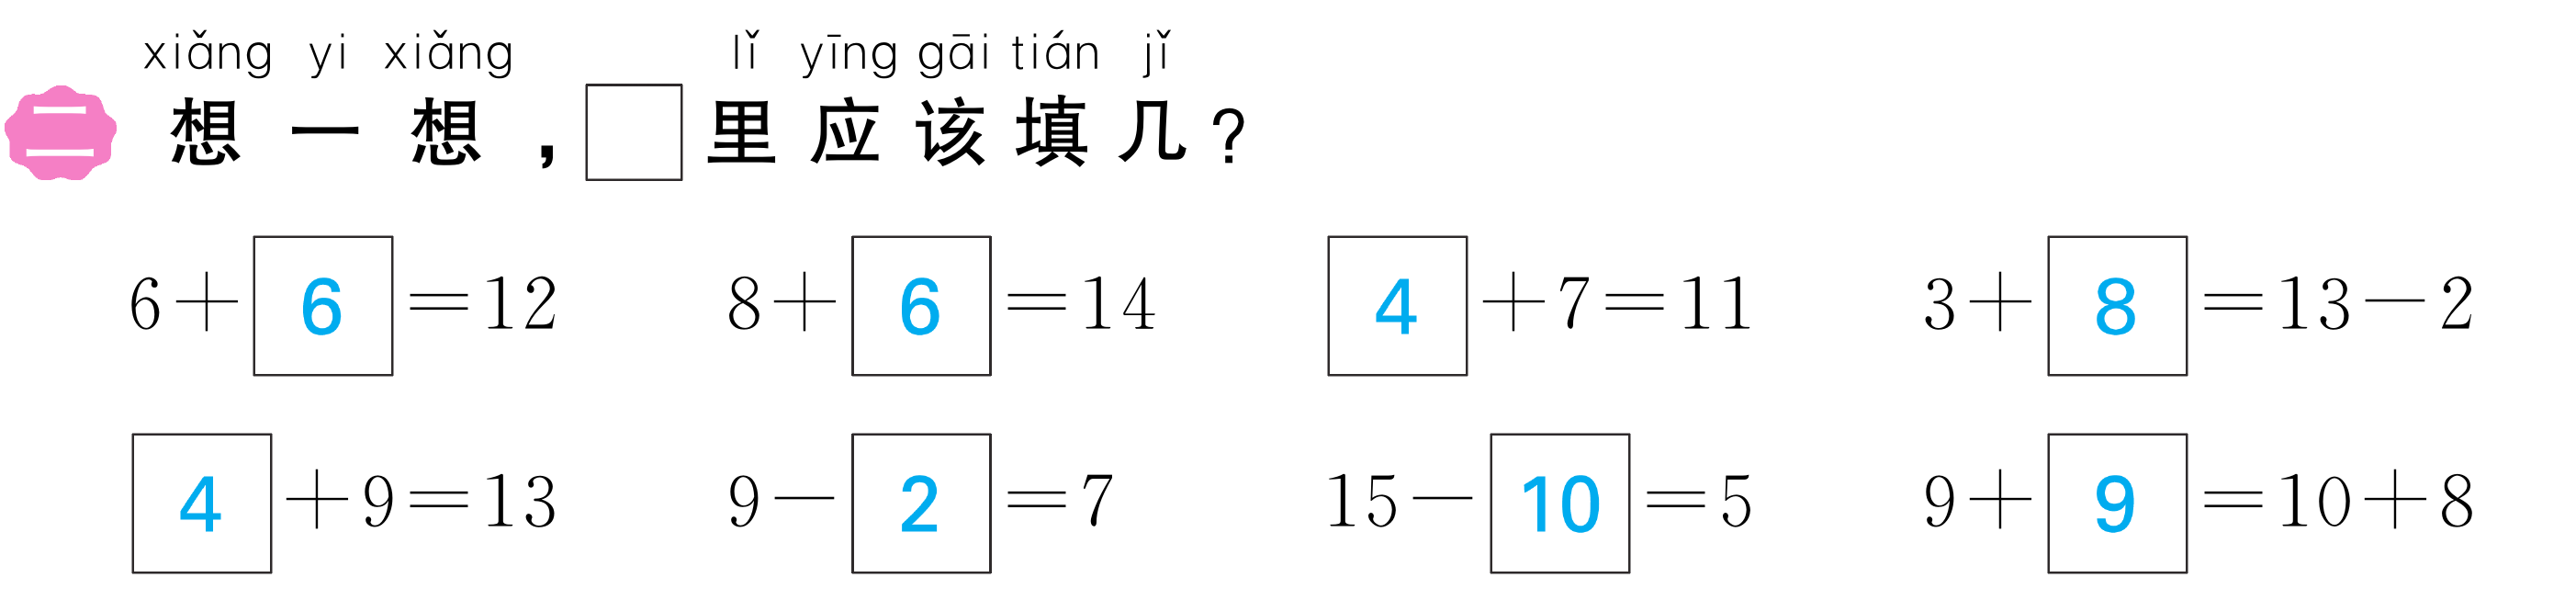 xiǎng yi xiǎng lǐ yīng gāi tián jǐ
二 想一想，□里应该填几？
6+6=12 8+6=14 4+7=11 3+8=13-2
4+9=13 9-2=7 15-10=5 9+9=10+8